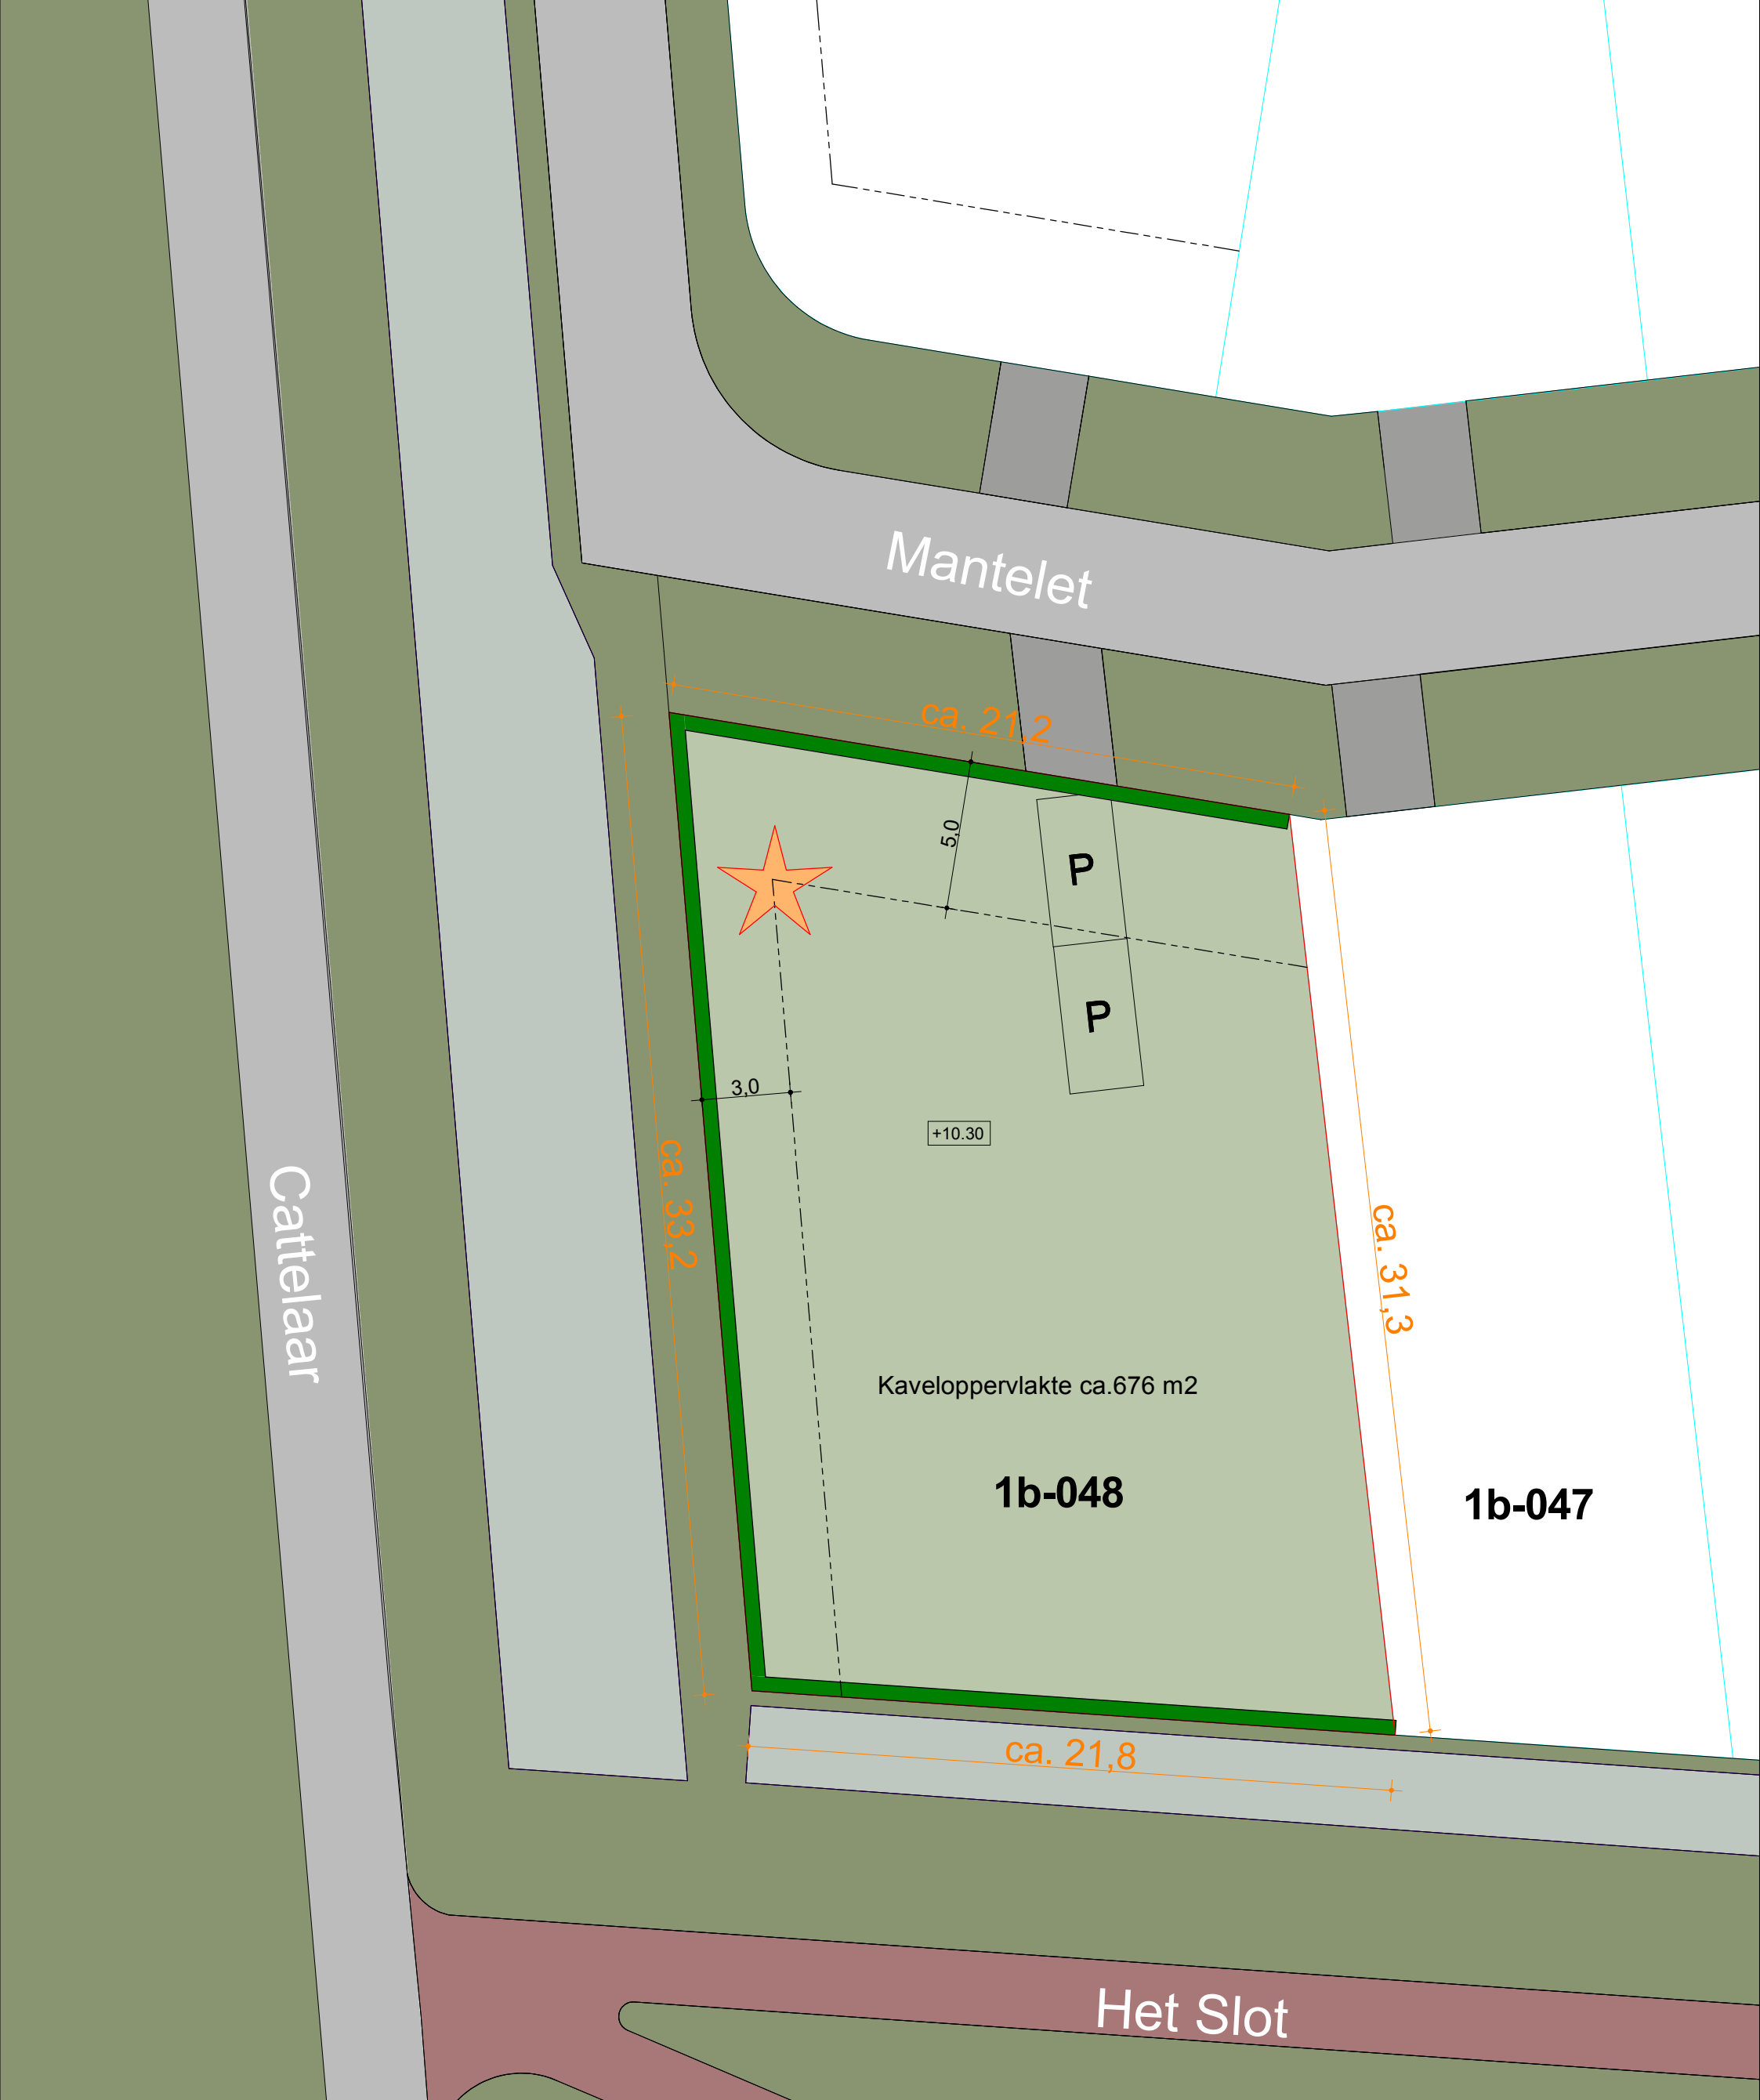 Mantelet
ca. 21,2
5,0
P
P
3,0
+10.30
ca. 33,2
Cattelaar
ca. 31,3
Kaveloppervlakte ca.676 m2
1b-048
1b-047
ca. 21,8
Het Slot